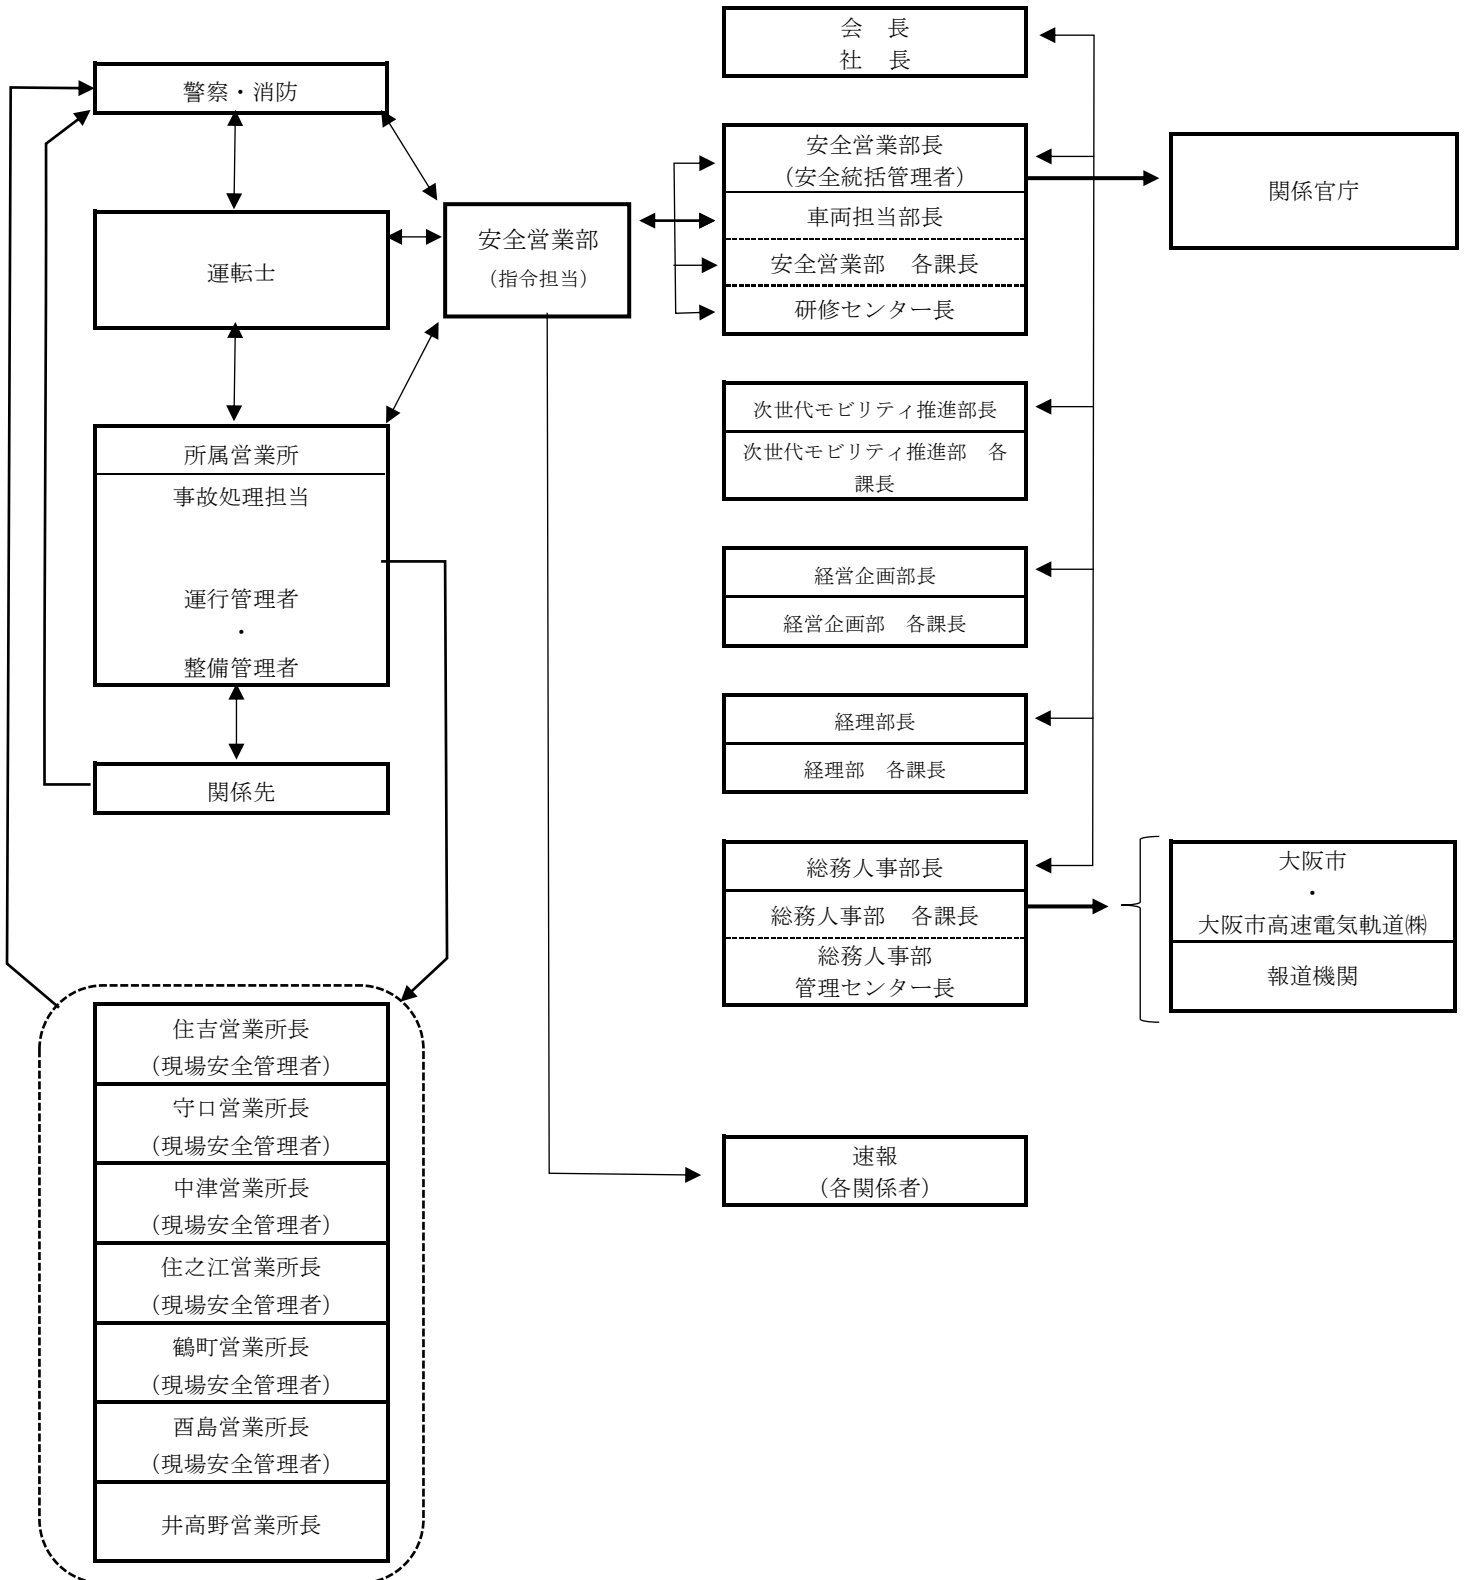 会　長
社　長
警察・消防
安全営業部長
（安全統括管理者）
車両担当部長
安全営業部　各課長
研修センター長
関係官庁
運転士
安全営業部
（指令担当）
次世代モビリティ推進部長
次世代モビリティ推進部　各
課長
所属営業所
事故処理担当
運行管理者
・
整備管理者
経営企画部長
経営企画部　各課長
経理部長
経理部　各課長
関係先
総務人事部長
総務人事部　各課長
総務人事部
管理センター長
大阪市
・
大阪市高速電気軌道㈱
報道機関
住吉営業所長
（現場安全管理者）
守口営業所長
（現場安全管理者）
中津営業所長
（現場安全管理者）
住之江営業所長
（現場安全管理者）
鶴町営業所長
（現場安全管理者）
酉島営業所長
（現場安全管理者）
井高野営業所長
速報
（各関係者）